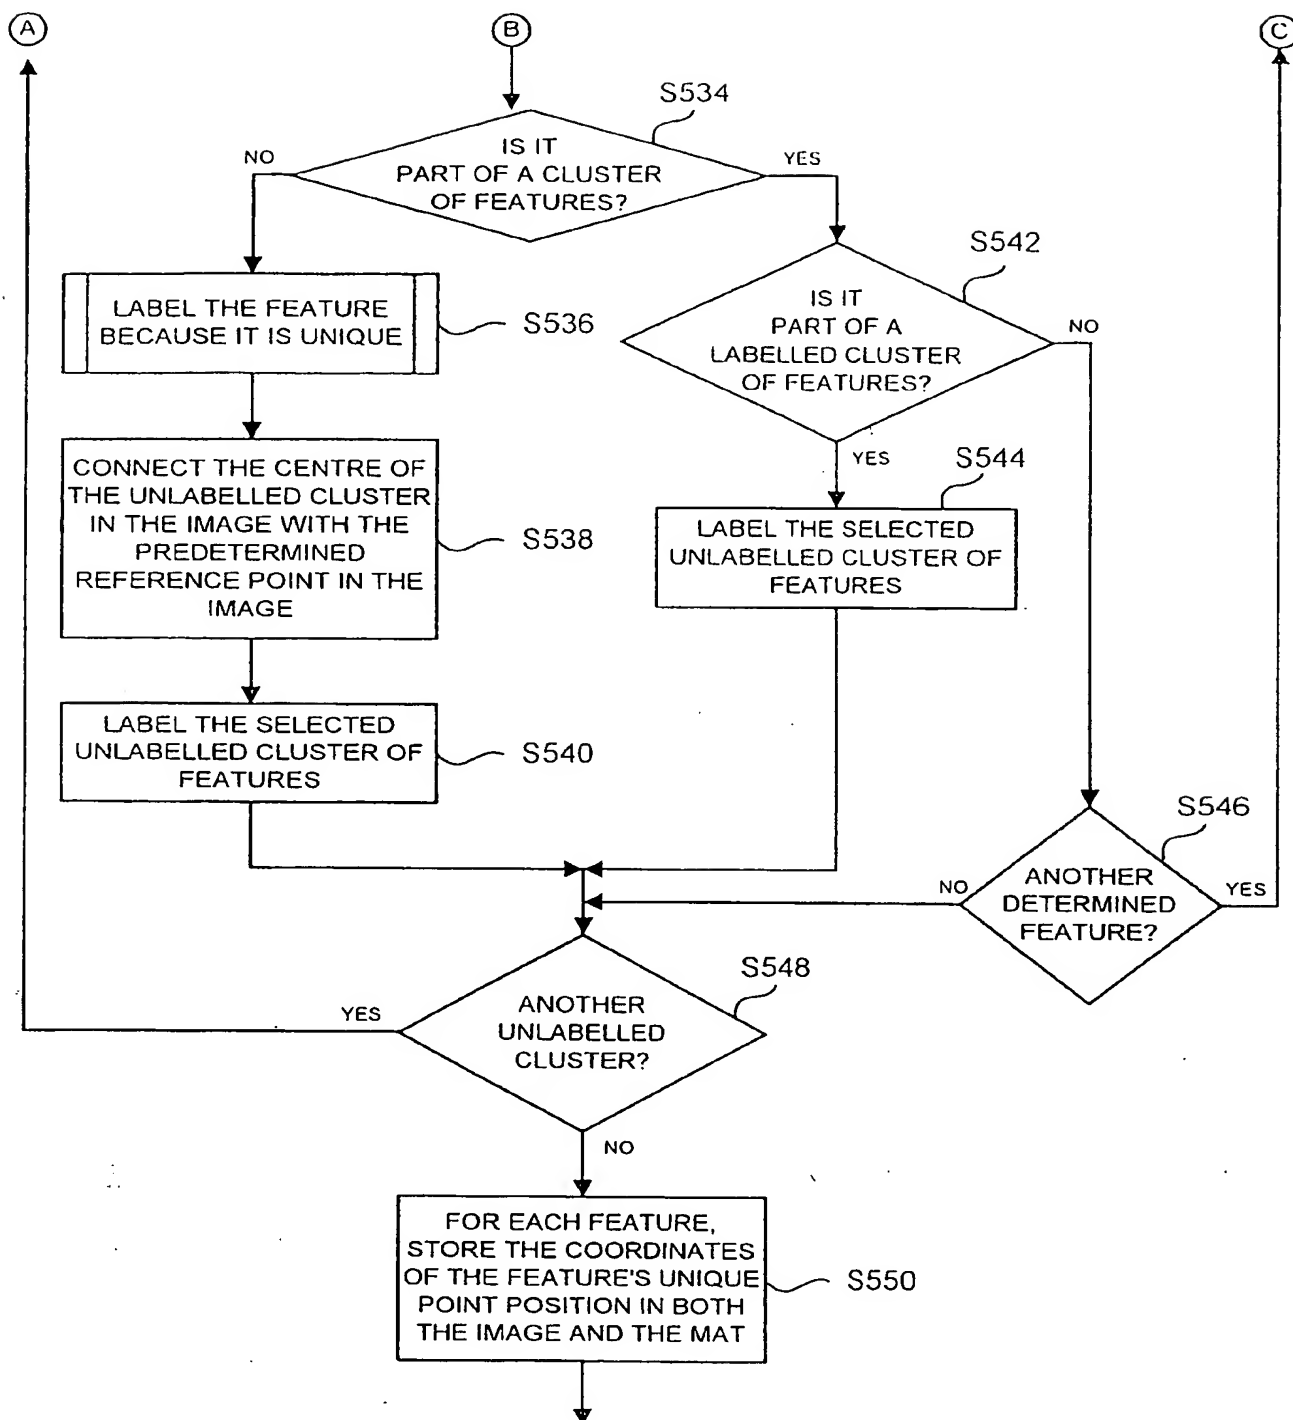 A
B
C
S534
IS IT
PART OF A CLUSTER
OF FEATURES?
NO
YES
S542
LABEL THE FEATURE
BECAUSE IT IS UNIQUE
S536
IS IT
PART OF A
LABELLED CLUSTER
OF FEATURES?
NO
YES
CONNECT THE CENTRE OF
THE UNLABELLED CLUSTER
IN THE IMAGE WITH THE
PREDETERMINED
REFERENCE POINT IN THE
IMAGE
S538
S544
LABEL THE SELECTED
UNLABELLED CLUSTER OF
FEATURES
LABEL THE SELECTED
UNLABELLED CLUSTER OF
FEATURES
S540
S546
ANOTHER
DETERMINED
FEATURE?
NO
YES
S548
ANOTHER
UNLABELLED
CLUSTER?
YES
NO
FOR EACH FEATURE,
STORE THE COORDINATES
OF THE FEATURE'S UNIQUE
POINT POSITION IN BOTH
THE IMAGE AND THE MAT
S550